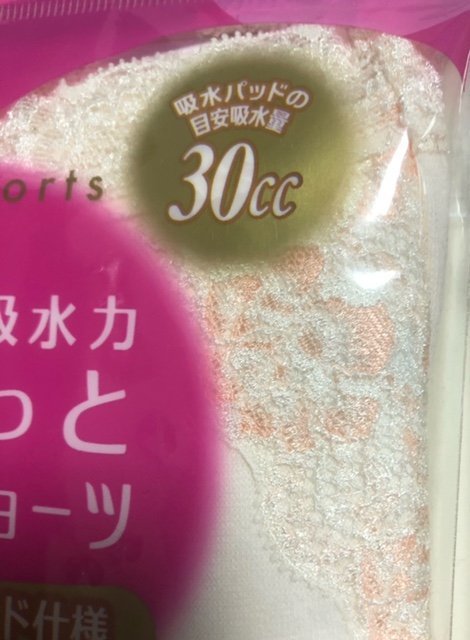 吸水パッドの
目安吸水量
30cc
orts
吸水力
っと
ョーツ
ド仕様